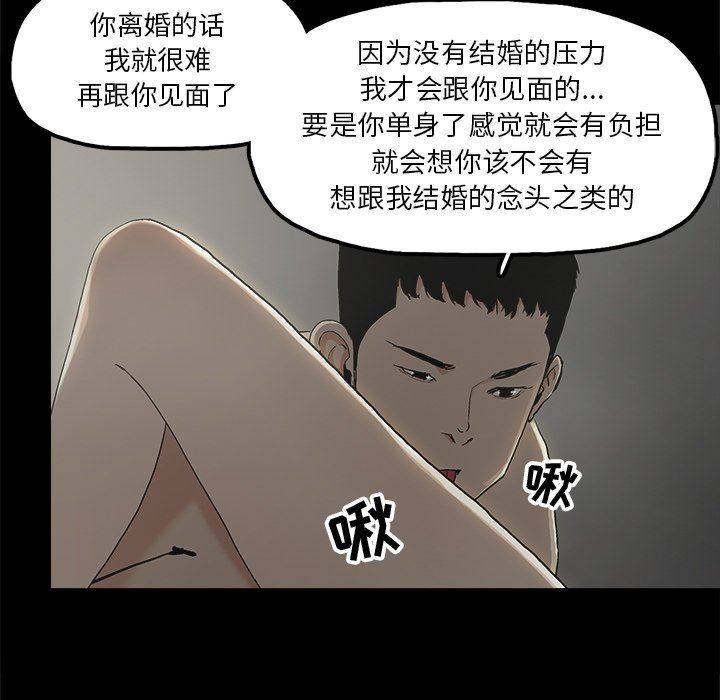 你离婚的话
我就很难
再跟你见面了
因为没有结婚的压力
我才会跟你见面的...
要是你单身了感觉就会有负担
就会想你该不会有
想跟我结婚的念头之类的
啾
啾